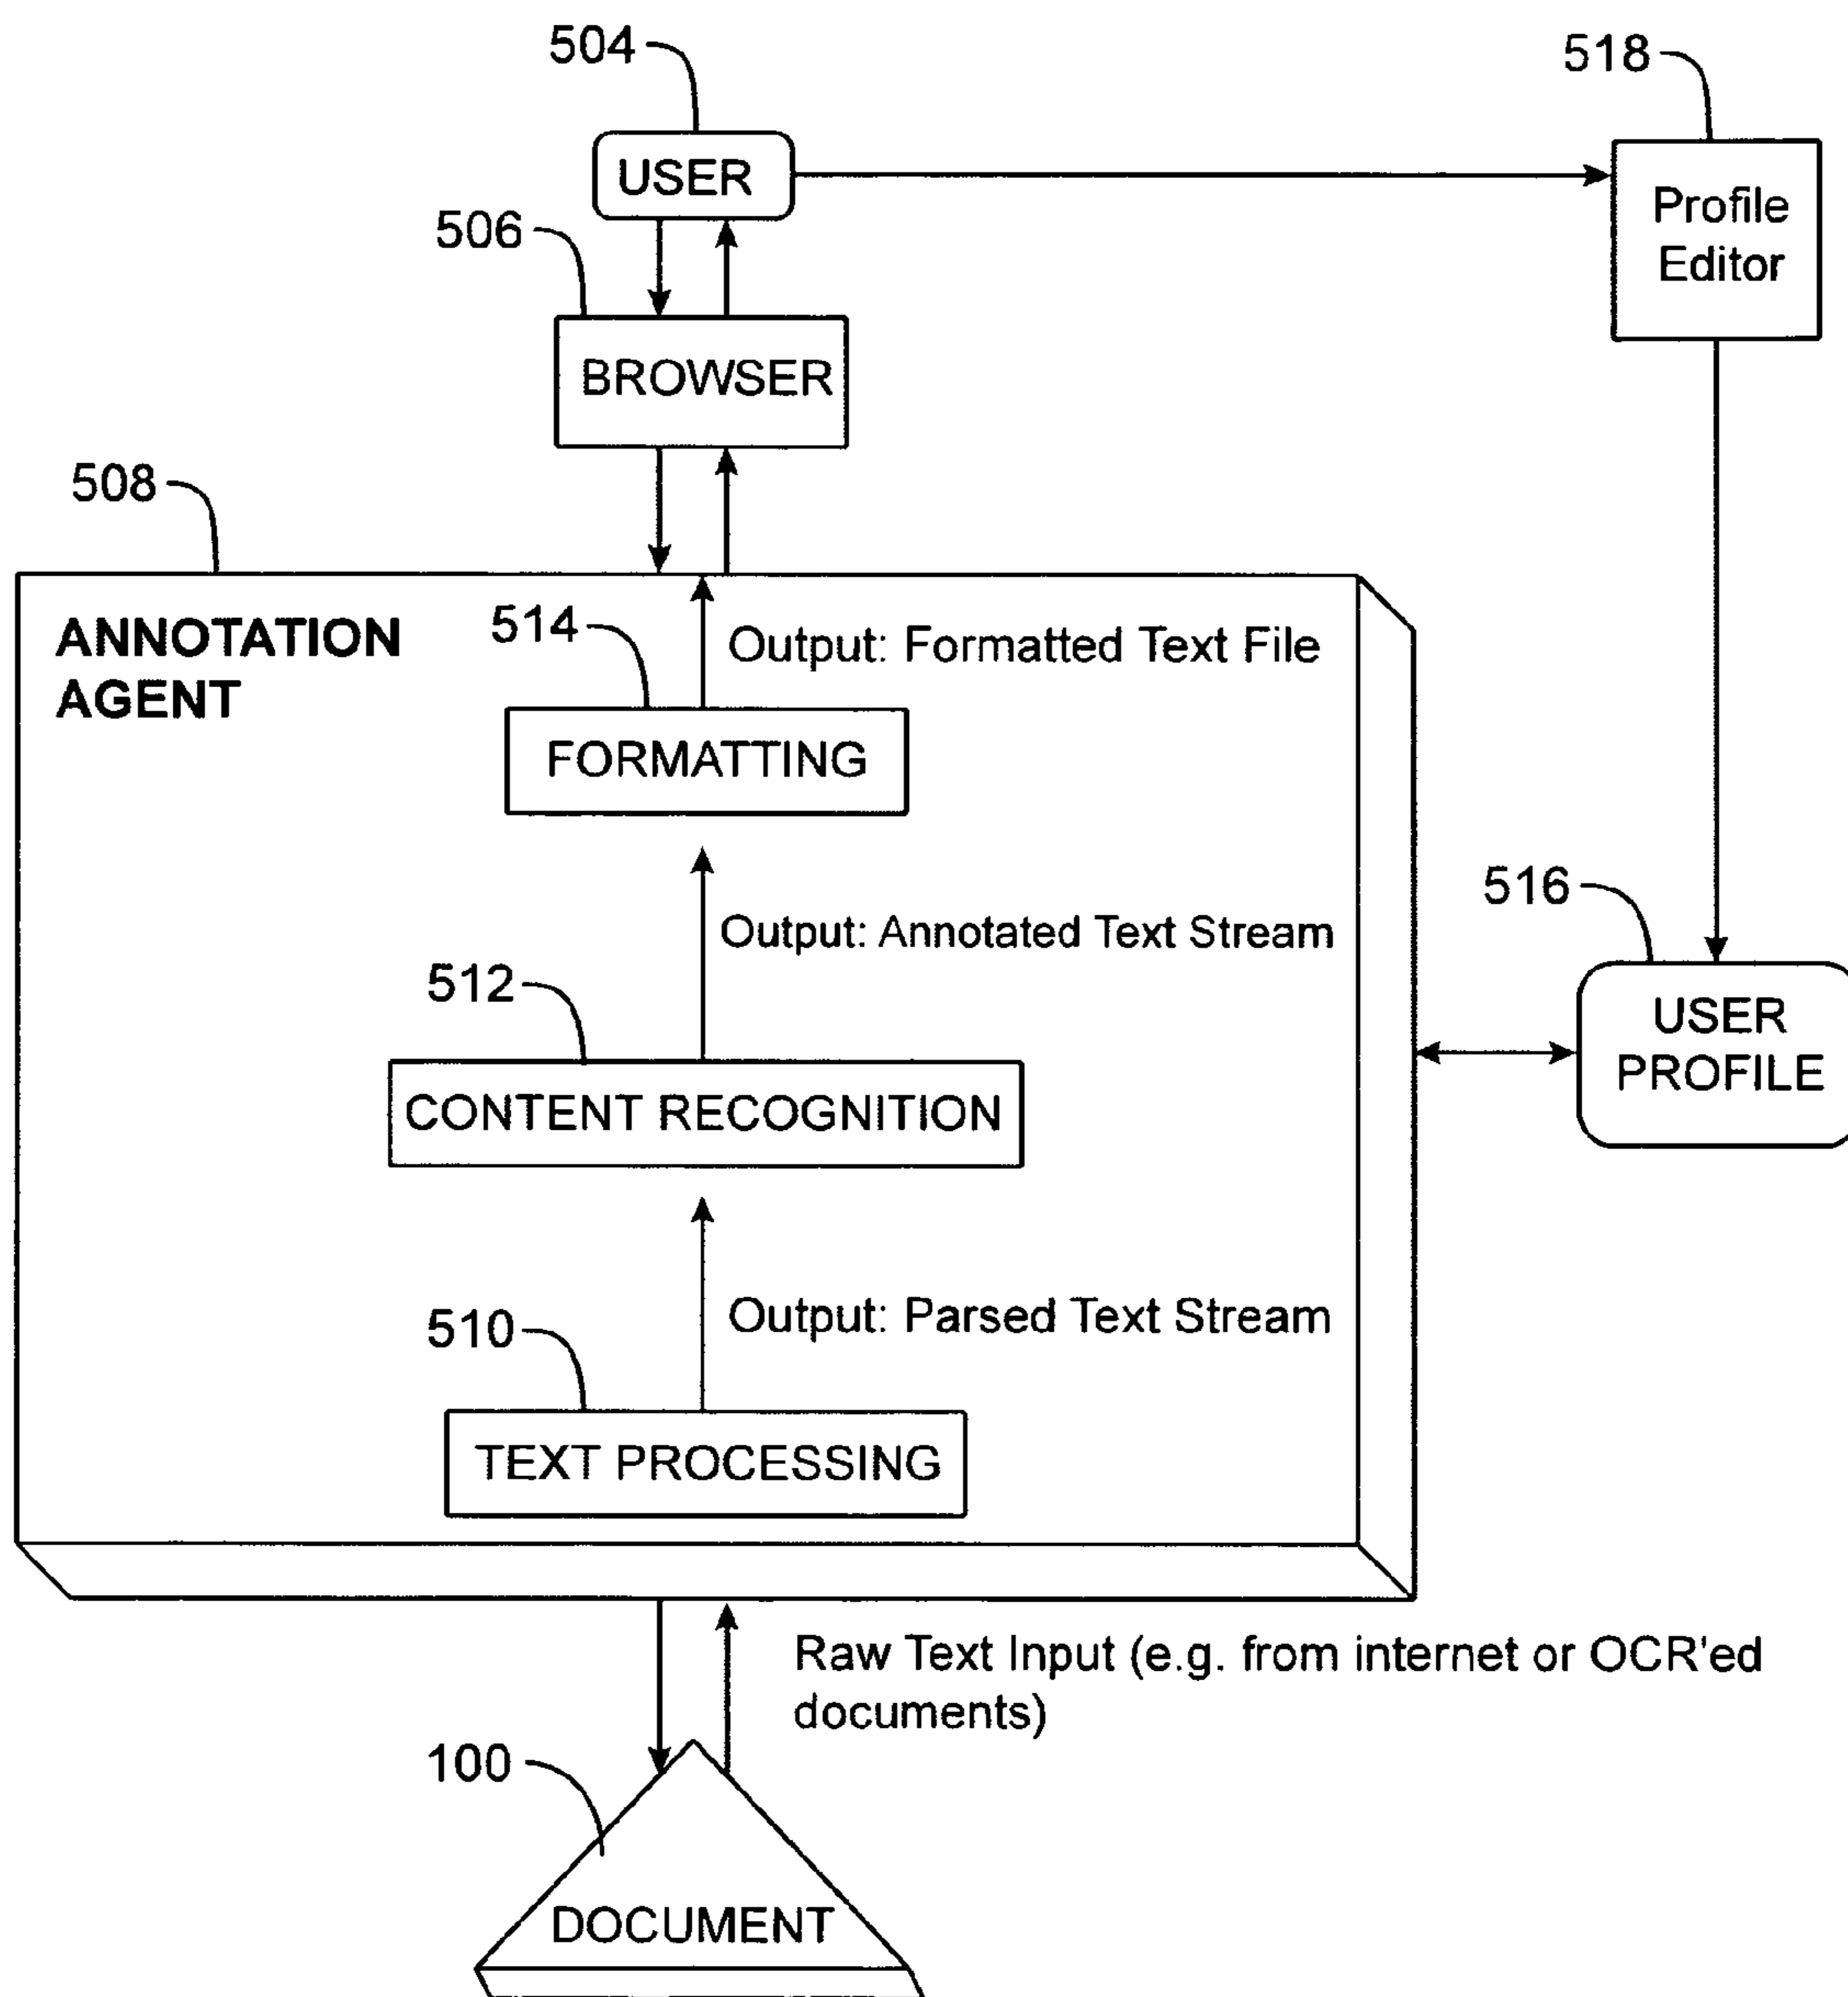 504
518
USER
Profile
Editor
506
BROWSER
508
ANNOTATION
AGENT
514
Output: Formatted Text File
FORMATTING
516
Output: Annotated Text Stream
512
USER
PROFILE
CONTENT RECOGNITION
510
Output: Parsed Text Stream
TEXT PROCESSING
Raw Text Input (e.g. from internet or OCR'ed
documents)
100
DOCUMENT